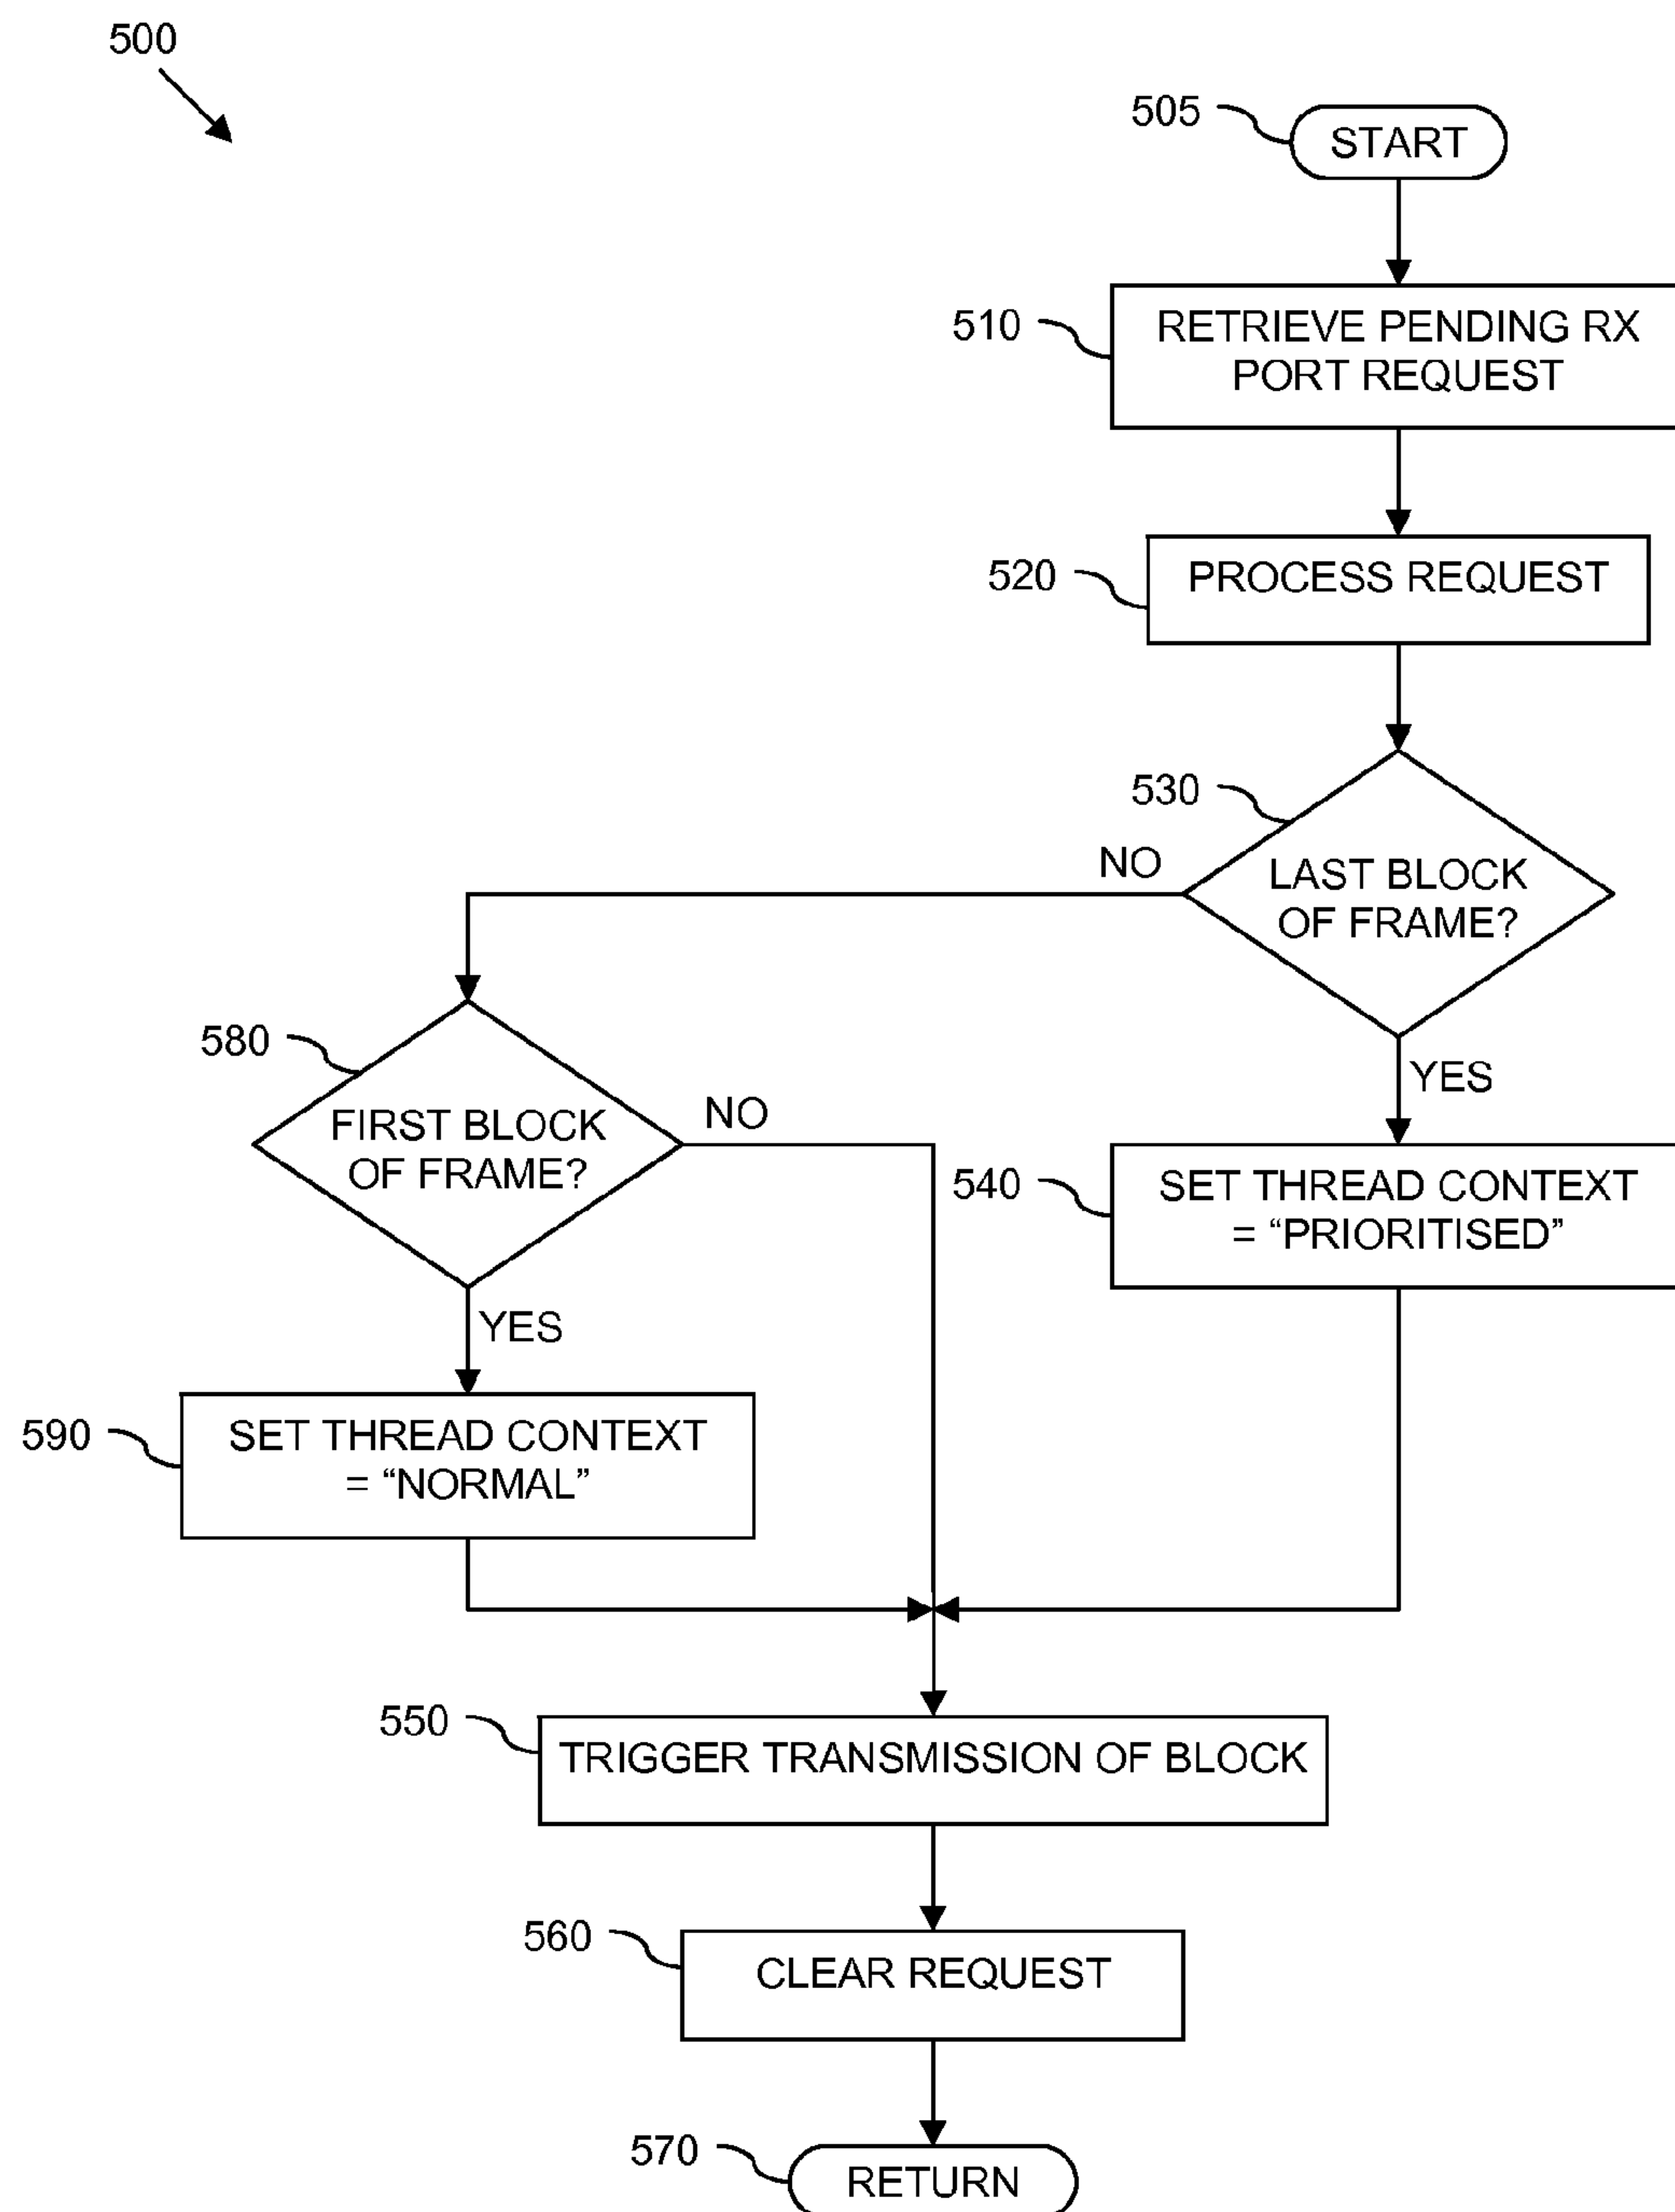 500
505
START
510
RETRIEVE PENDING RX
PORT REQUEST
520
PROCESS REQUEST
530
NO
LAST BLOCK
OF FRAME?
580
YES
FIRST BLOCK
OF FRAME?
NO
540
SET THREAD CONTEXT
= “PRIORITISED”
YES
590
SET THREAD CONTEXT
= “NORMAL”
550
TRIGGER TRANSMISSION OF BLOCK
560
CLEAR REQUEST
570
RETURN